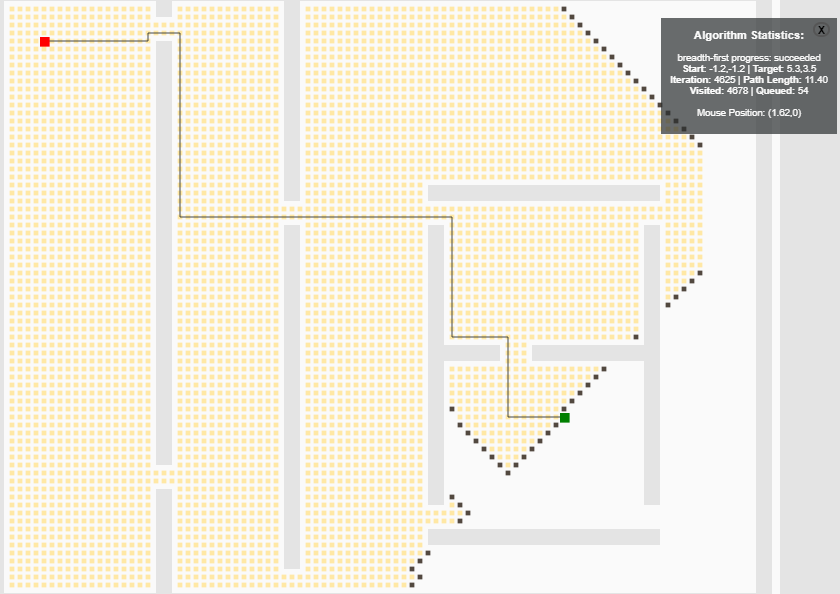 X
Algorithm Statistics:
breadth-first progress: succeeded
Start: -1.2,-1.2 | Target: 5.3,3.5
Iteration: 4625 | Path Length: 11.40
Visited: 4678 | Queued: 54
Mouse Position: (1.62,0)